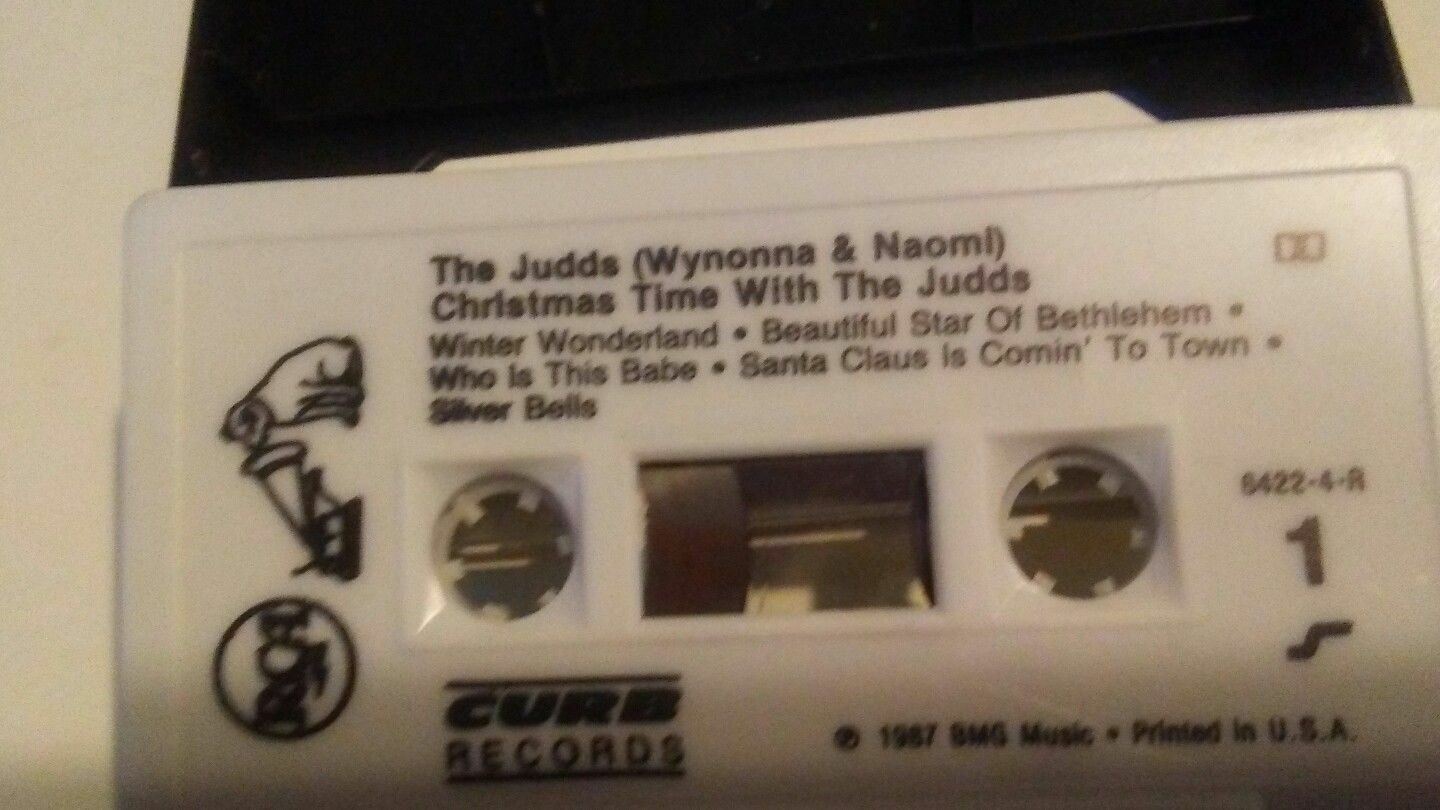 The Judds (Wynonna & Naomi)
Christmas Time With The Judds
Winter Wonderland • Beautiful Star Of Bethlehem •
Who Is This Babe • Santa Claus Is Comin' To Town •
Silver Bells
6422-4-R
1
RCA
CURB
RECORDS
℗ 1987 BMG Music • Printed In U.S.A.